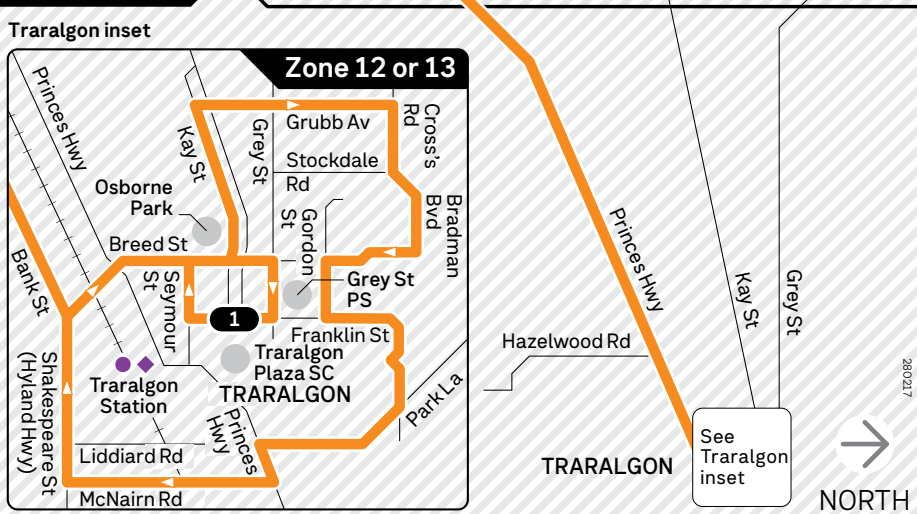 Traralgon inset
Zone 12 or 13
Princes Hwy
Kay St
Grey St
Grubb Av
Cross's
Rd
Stockdale
Rd
Osborne
Park
Gordon
St
Bradman
Bvd
Breed St
Bank St
Seymour
St
Grey St
PS
1
Franklin St
Traralgon
Plaza SC
TRARALGON
Traralgon
Station
Shakespeare St
(Hyland Hwy)
Princes
Hwy
Park La
Liddiard Rd
McNairn Rd
Princes Hwy
Kay St
Grey St
Hazelwood Rd
TRARALGON
See
Traralgon
inset
280217
NORTH